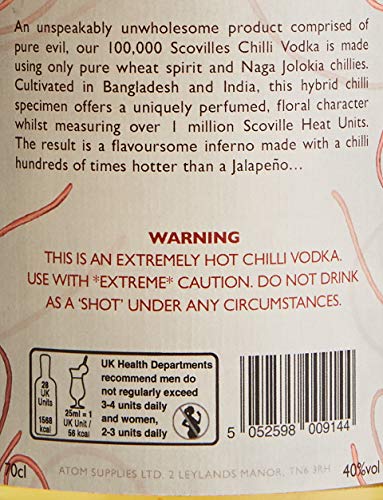 An unspeakably unwholesome product comprised of
pure evil, our 100,000 Scovilles Chilli Vodka is made
using only pure wheat spirit and Naga Jolokia chillies.
Cultivated in Bangladesh and India, this hybrid chilli
specimen offers a uniquely perfumed, floral character
whilst measuring over 1 million Scoville Heat Units.
The result is a flavoursome inferno made with a chilli
hundreds of times hotter than a Jalapeño...
WARNING
THIS IS AN EXTREMELY HOT CHILLI VODKA.
USE WITH *EXTREME* CAUTION. DO NOT DRINK
AS A 'SHOT' UNDER ANY CIRCUMSTANCES.
28
UK
Units
1568
kcal
25ml = 1
UK Unit /
56 kcal
UK Health Departments
recommend men do
not regularly exceed
3-4 units daily
and women,
2-3 units daily
5 052598 009144
70cl
ATOM SUPPLIES LTD. 2 LEYLANDS MANOR, TN6 3RH
40%vol